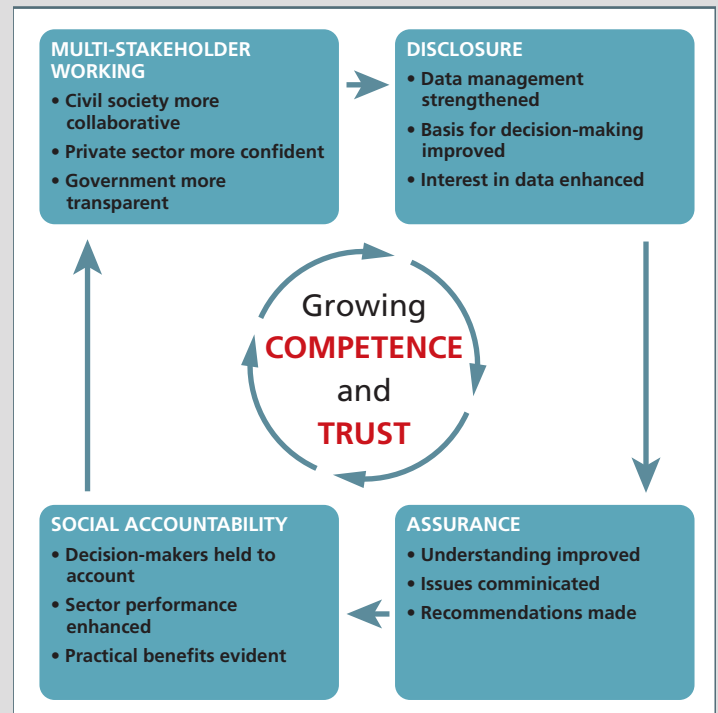 MULTI-STAKEHOLDER
WORKING
• Civil society more
collaborative
• Private sector more confident
• Government more
transparent
DISCLOSURE
• Data management
strengthened
• Basis for decision-making
improved
• Interest in data enhanced
Growing
COMPETENCE
and
TRUST
SOCIAL ACCOUNTABILITY
• Decision-makers held to
account
• Sector performance
enhanced
• Practical benefits evident
ASSURANCE
• Understanding improved
• Issues comminicated
• Recommendations made